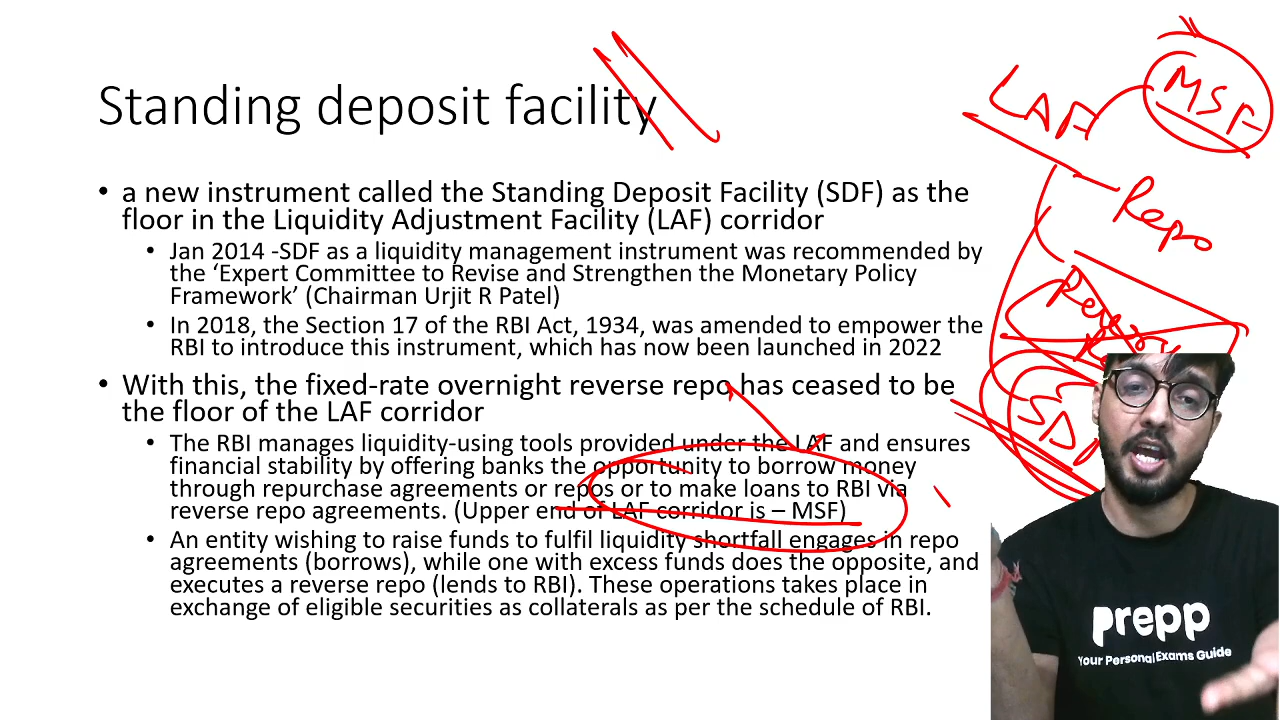 Standing deposit facility
• a new instrument called the Standing Deposit Facility (SDF) as the
floor in the Liquidity Adjustment Facility (LAF) corridor
• Jan 2014 -SDF as a liquidity management instrument was recommended by
the ‘Expert Committee to Revise and Strengthen the Monetary Policy
Framework’ (Chairman Urjit R Patel)
• In 2018, the Section 17 of the RBI Act, 1934, was amended to empower the
RBI to introduce this instrument, which has now been launched in 2022
• With this, the fixed-rate overnight reverse repo has ceased to be
the floor of the LAF corridor
• The RBI manages liquidity-using tools provided under the LAF and ensures
financial stability by offering banks the opportunity to borrow money
through repurchase agreements or repos or to make loans to RBI via
reverse repo agreements. (Upper end of LAF corridor is – MSF)
• An entity wishing to raise funds to fulfil liquidity shortfall engages in repo
agreements (borrows), while one with excess funds does the opposite, and
executes a reverse repo (lends to RBI). These operations takes place in
exchange of eligible securities as collaterals as per the schedule of RBI.
MSF
LAF
Repo
prepp
Your Personal Exams Guide